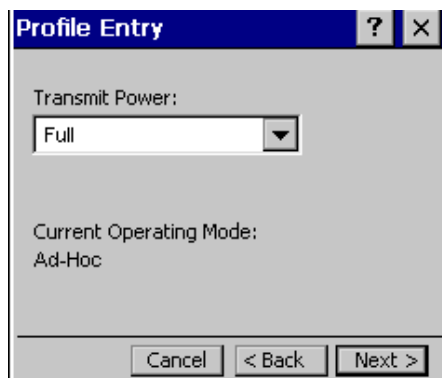 Profile Entry ? ×
Transmit Power:
Full
Current Operating Mode:
Ad-Hoc
Cancel < Back Next >